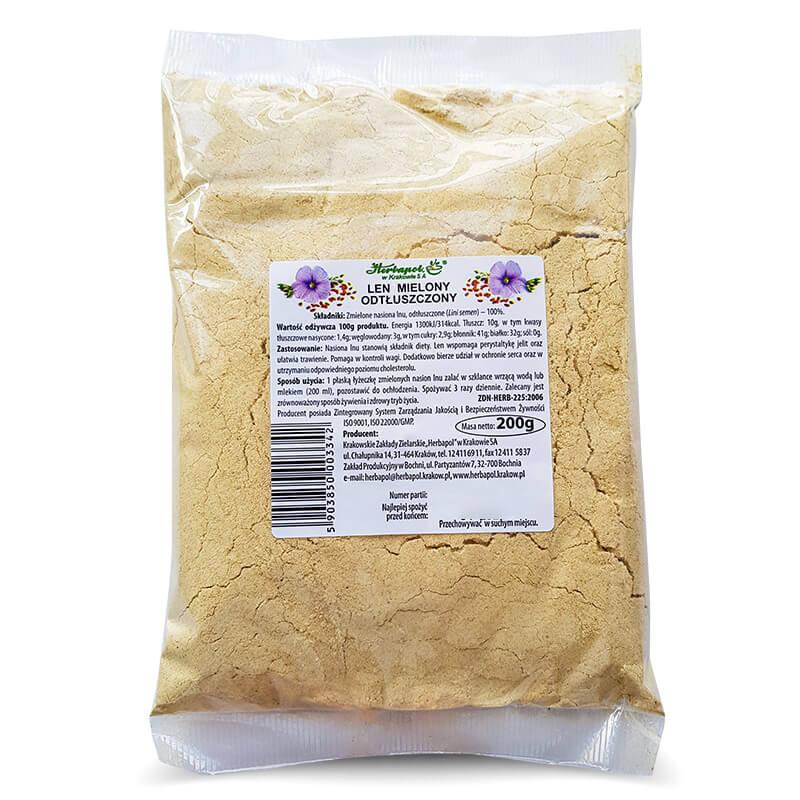 Herbapol
w Krakowie S A
®
LEN MIELONY
ODTŁUSZCZONY
Składniki: Zmielone nasiona lnu, odtłuszczone (Lini semen) – 100%.
Wartość odżywcza 100g produktu. Energia 1300kJ/314kcal. Tłuszcz: 10g, w tym kwasy
tłuszczowe nasycone: 1,4g; węglowodany: 3g, w tym cukry: 2,9g; błonnik: 41g; białko: 32g; sól: 0g.
Zastosowanie: Nasiona lnu stanowią składnik diety. Len wspomaga perystaltykę jelit oraz
ułatwia trawienie. Pomaga w kontroli wagi. Dodatkowo bierze udział w ochronie serca oraz w
utrzymaniu odpowiedniego poziomu cholesterolu.
Sposób użycia: 1 płaską łyżeczkę zmielonych nasion lnu zalać w szklance wrzącą wodą lub
mlekiem (200 ml), pozostawić do ochłodzenia. Spożywać 3 razy dziennie. Zalecany jest
zrównoważony sposób żywienia i zdrowy tryb życia. ZDN-HERB-225:2006
Producent posiada Zintegrowany System Zarządzania Jakością i Bezpieczeństwem Żywności
ISO 9001, ISO 22000/GMP. Masa netto: 200g
Producent:
Krakowskie Zakłady Zielarskie „Herbapol" w Krakowie SA
ul. Chałupnika 14, 31-464 Kraków, tel. 12 411 69 11, fax 12 411 5837
Zakład Produkcyjny w Bochni, ul. Partyzantów 7, 32-700 Bochnia
e-mail: herbapol@herbapol.krakow.pl, www.herbapol.krakow.pl
Numer partii:
Najlepiej spożyć
przed końcem:
Przechowywać w suchym miejscu.
5 903850 003342